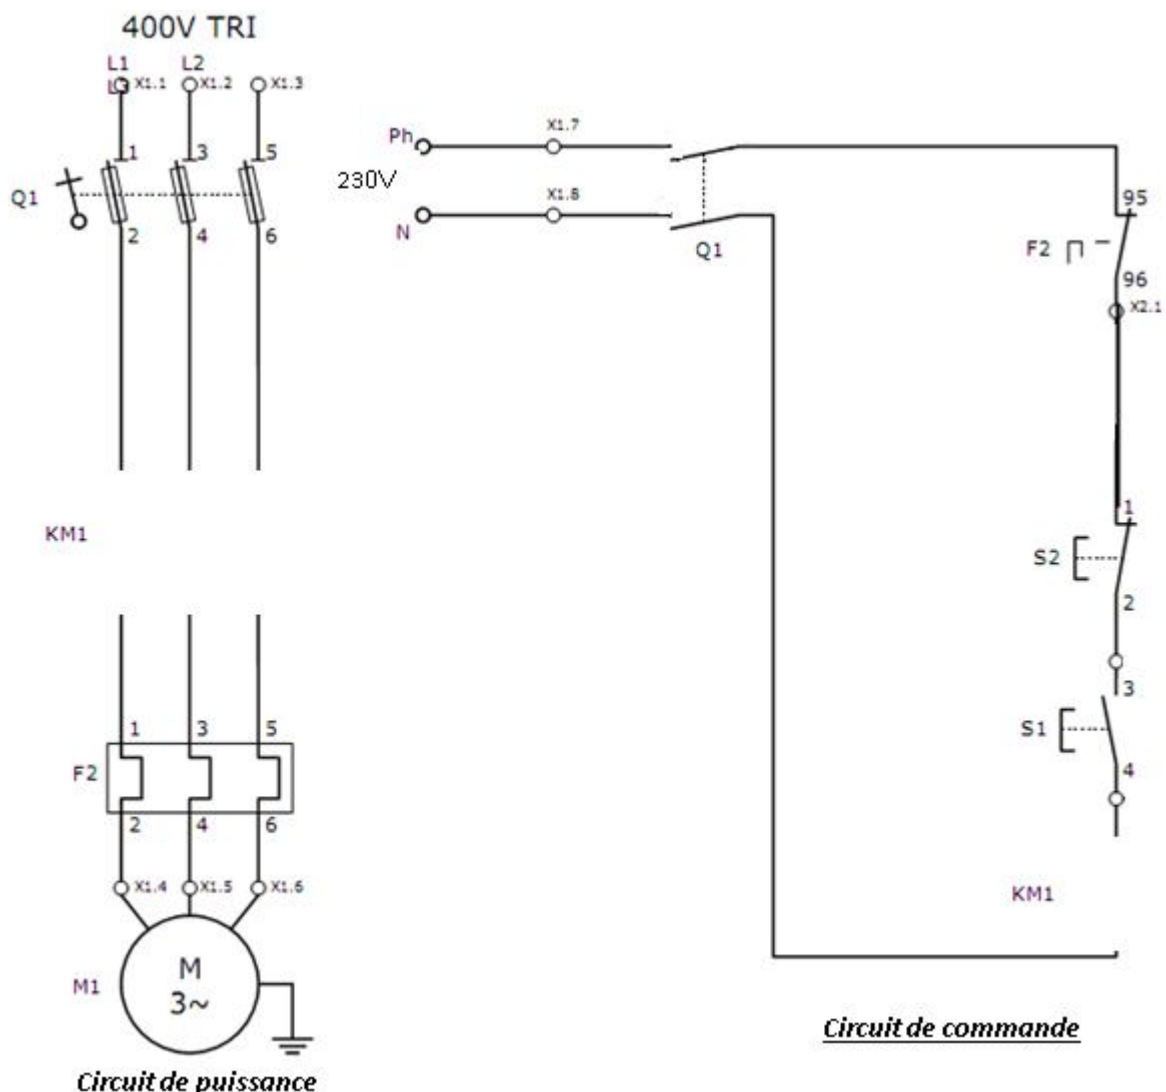 400V TRI
L1 L2
L3 X1.1 X1.2 X1.3
1 3 5
Q1
2 4 6
KM1
1 3 5
F2
2 4 6
X1.4 X1.5 X1.6
M1
M
3~
Circuit de puissance
Ph X1.7
230V
N X1.8
Q1
95
F2
96
X2.1
1
S2
2
3
S1
4
KM1
Circuit de commande